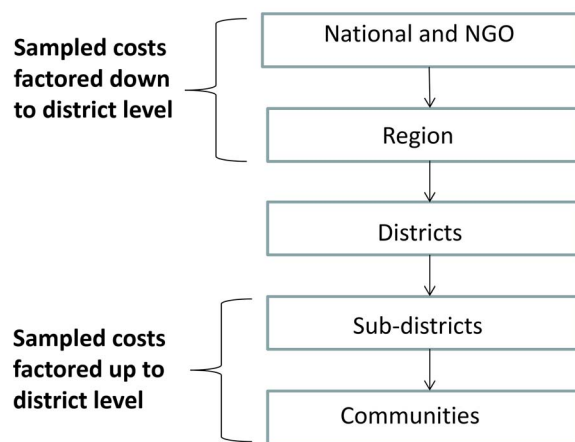 Sampled costs
factored down
to district level
National and NGO
Region
Districts
Sampled costs
factored up to
district level
Sub-districts
Communities